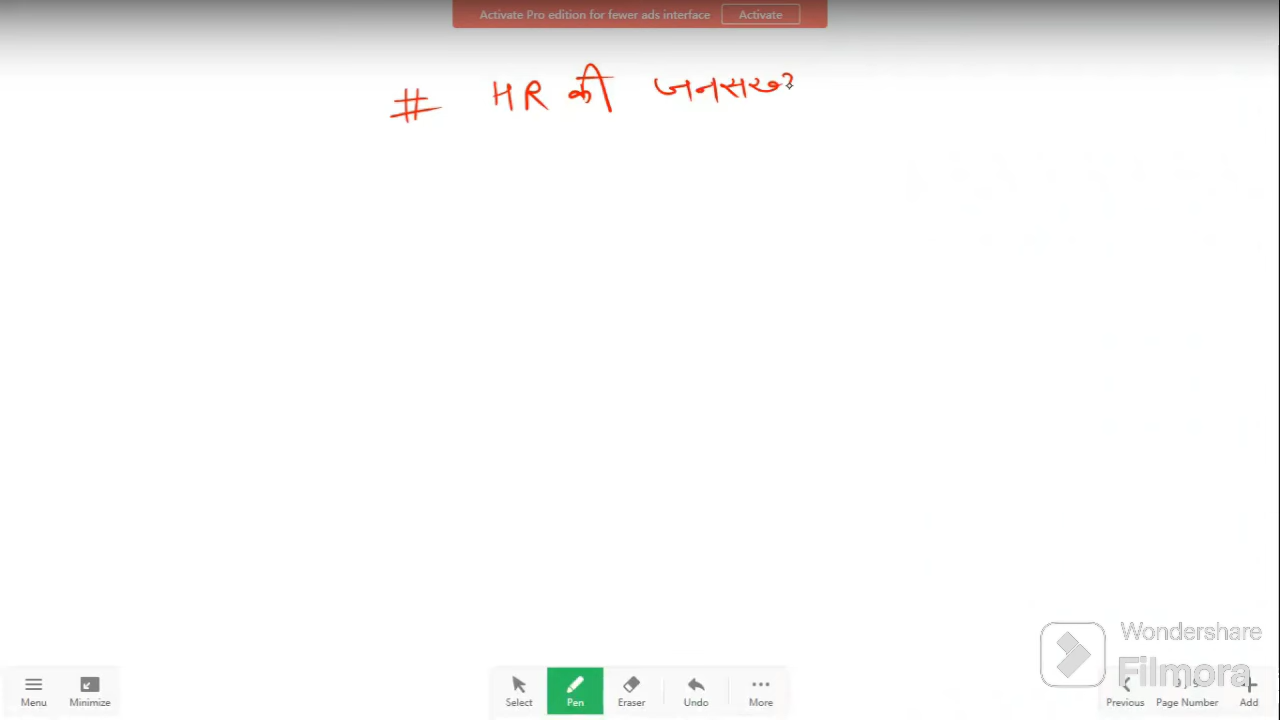 Activate Pro edition for fewer ads interface Activate
# HR की जनसख्
Wondershare
Filmora
Menu Minimize Select Pen Eraser Undo More Previous Page Number Add